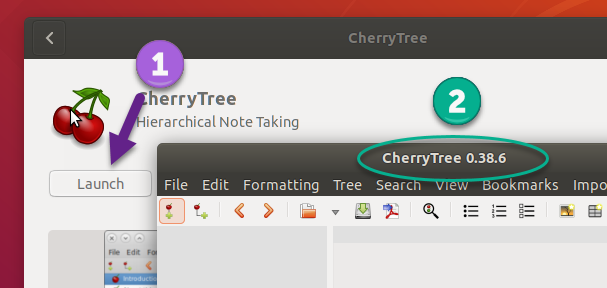 CherryTree
1
CherryTree
Hierarchical Note Taking
2
Launch
CherryTree 0.38.6
File Edit Formatting Tree Search View Bookmarks Impo
File Edit Fo